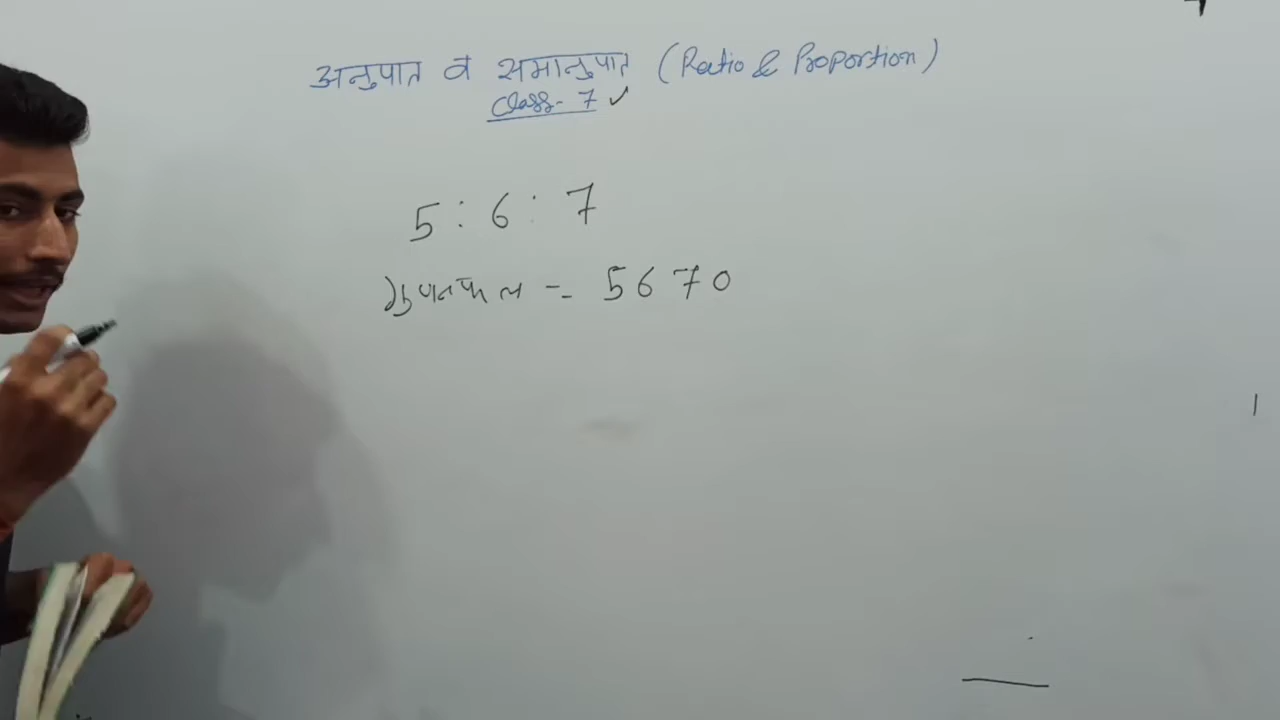 अनुपात व समानुपात (Ratio & Proportion)
Class- 7 ✓
5 : 6 : 7
गुणनफल = 5670